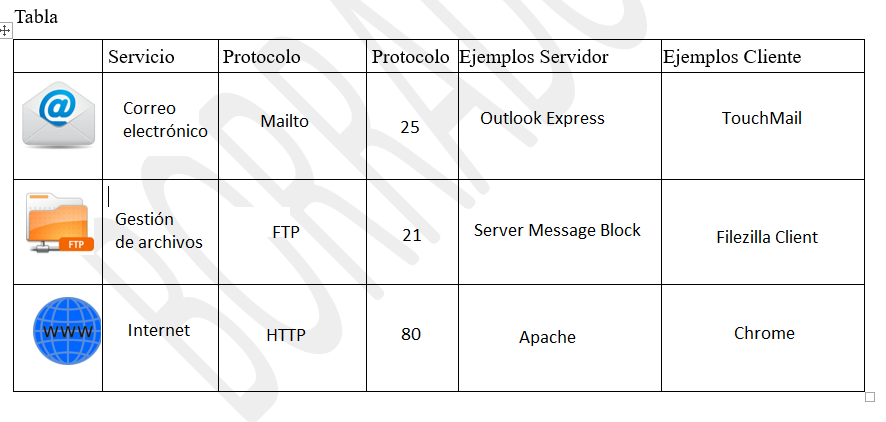 Tabla
Servicio Protocolo Protocolo Ejemplos Servidor Ejemplos Cliente
@ Correo electrónico Mailto 25 Outlook Express TouchMail
FTP Gestión de archivos FTP 21 Server Message Block Filezilla Client
WWW Internet HTTP 80 Apache Chrome
BORRADOR